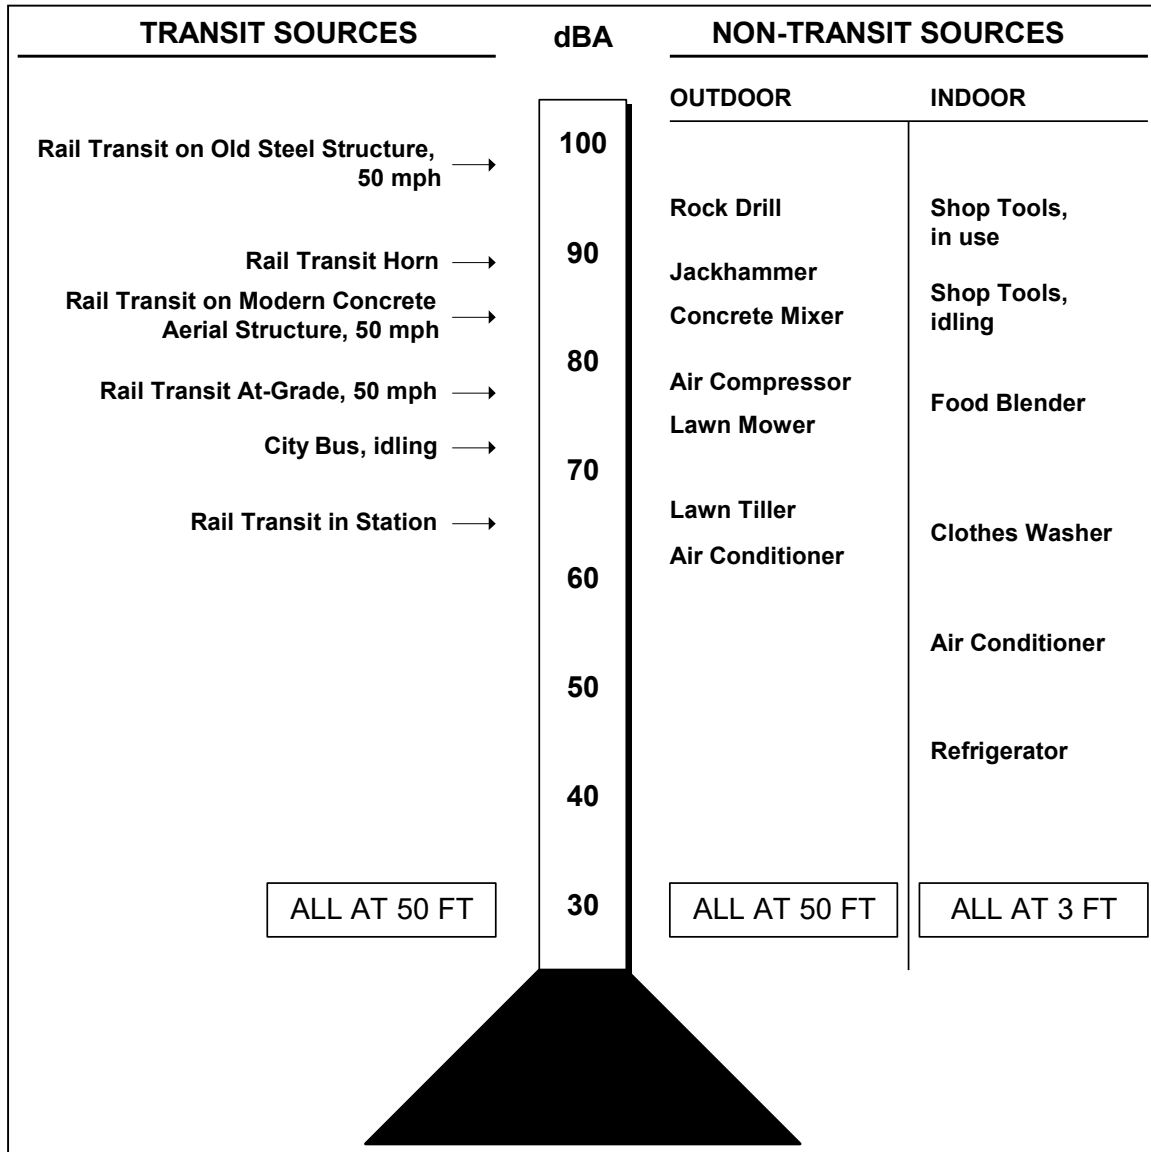 TRANSIT SOURCES
dBA
NON-TRANSIT SOURCES
OUTDOOR
INDOOR
Rail Transit on Old Steel Structure,
50 mph
Rail Transit Horn
Rail Transit on Modern Concrete
Aerial Structure, 50 mph
Rail Transit At-Grade, 50 mph
City Bus, idling
Rail Transit in Station
ALL AT 50 FT
100
90
80
70
60
50
40
30
Rock Drill
Jackhammer
Concrete Mixer
Air Compressor
Lawn Mower
Lawn Tiller
Air Conditioner
ALL AT 50 FT
Shop Tools,
in use
Shop Tools,
idling
Food Blender
Clothes Washer
Air Conditioner
Refrigerator
ALL AT 3 FT